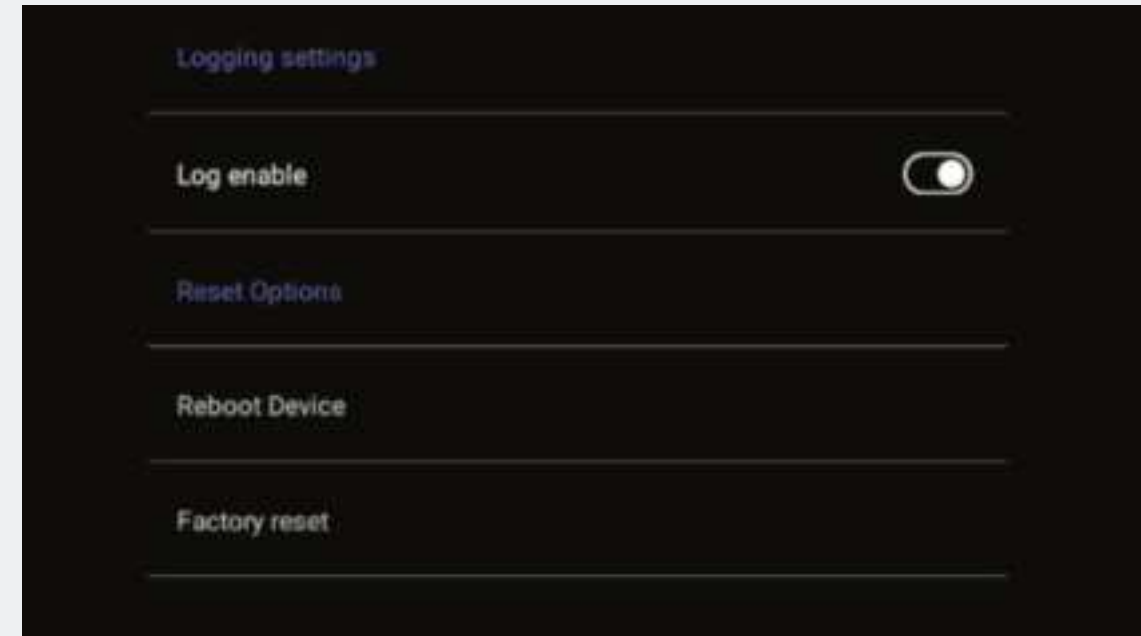 Logging settings
Log enable
Reset Options
Reboot Device
Factory reset